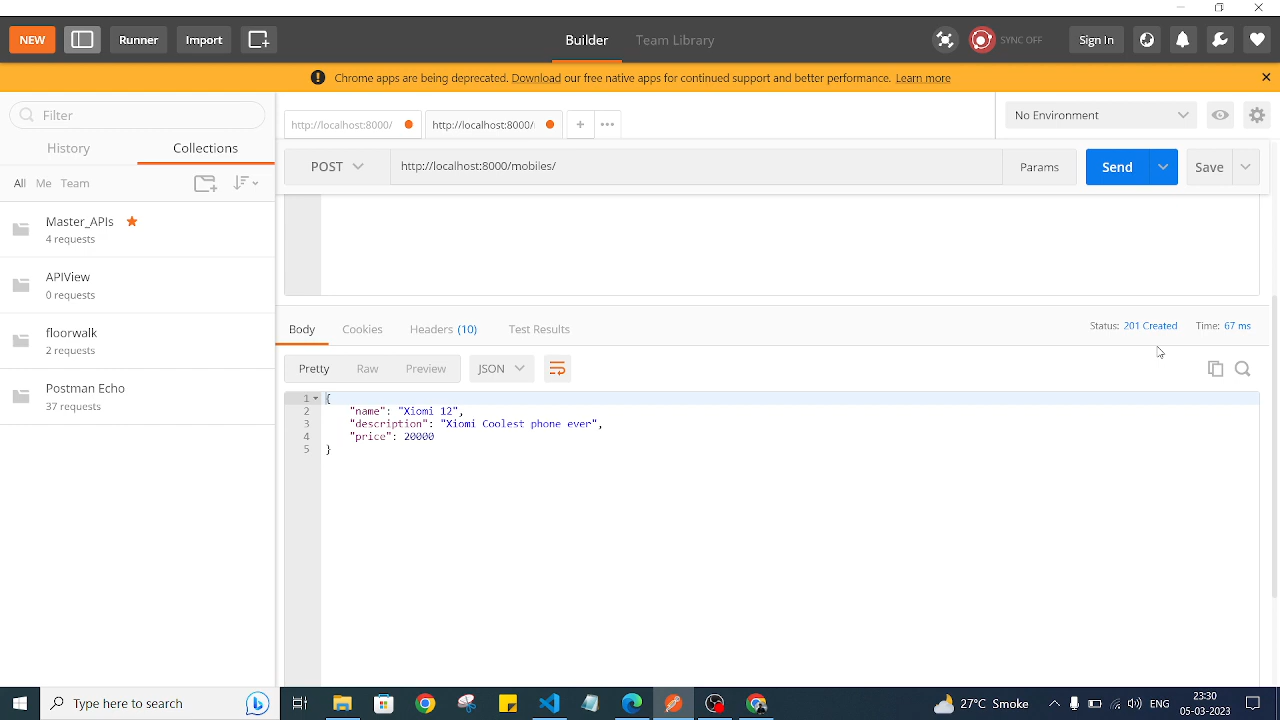 NEW
Runner
Import
Builder
Team Library
SYNC OFF
Sign In
Chrome apps are being deprecated. Download our free native apps for continued support and better performance. Learn more
Filter
History
Collections
All Me Team
Master_APIs
4 requests
APIView
0 requests
floorwalk
2 requests
Postman Echo
37 requests
http://localhost:8000/
http://localhost:8000/
No Environment
POST
http://localhost:8000/mobiles/
Params
Send
Save
Body
Cookies
Headers (10)
Test Results
Status: 201 Created
Time: 67 ms
Pretty
Raw
Preview
JSON
1 {
2 "name": "Xiomi 12",
3 "description": "Xiomi Coolest phone ever",
4 "price": 20000
5 }
Type here to search
27°C Smoke
ENG
23:30
05-03-2023